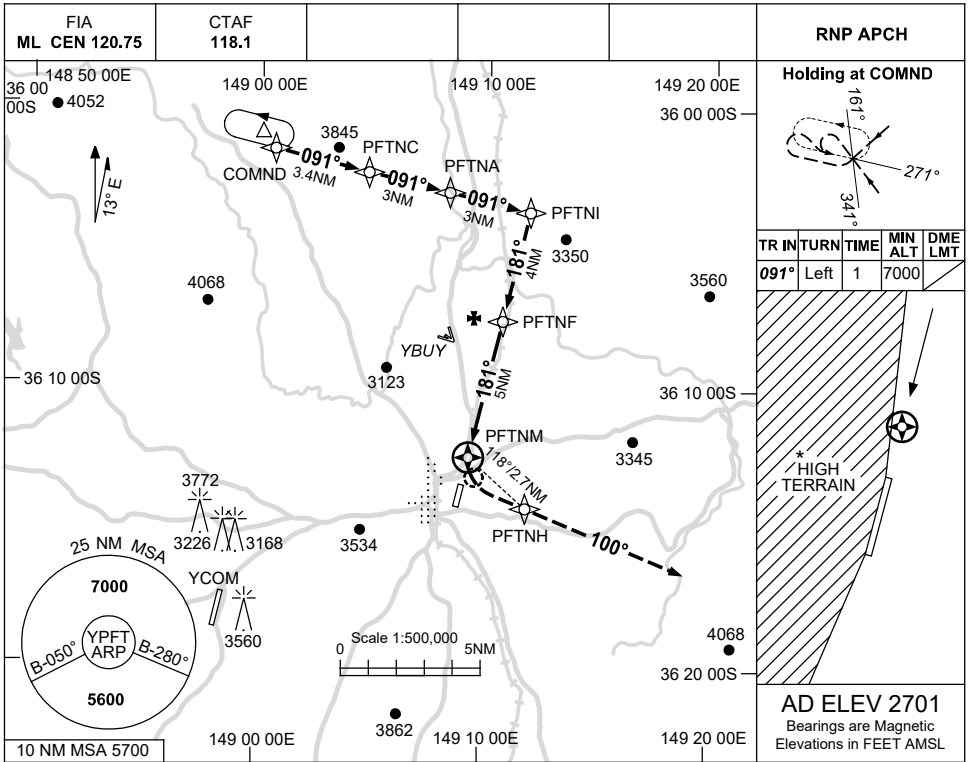 FIA
ML CEN 120.75
CTAF
118.1
RNP APCH
148 50 00E
36 00
00S
4052
149 00 00E
149 10 00E
149 20 00E
36 00 00S
3845
PFTNC
PFTNA
COMND
091°
3.4NM
091°
3NM
091°
3NM
PFTNI
13° E
3350
181°
4NM
4068
3560
PFTNF
YBUY
3123
36 10 00S
181°
5NM
36 10 00S
PFTNM
118°/2.7NM
3345
3772
3226
3168
3534
PFTNH
100°
25 NM MSA
7000
YPFT
ARP
B-050°
B-280°
5600
YCOM
3560
Scale 1:500,000
0
5NM
4068
36 20 00S
3862
10 NM MSA 5700
149 00 00E
149 10 00E
149 20 00E
Holding at COMND
161°
271°
341°
TR IN TURN TIME MIN ALT DME LMT
091° Left 1 7000
*
HIGH
TERRAIN
AD ELEV 2701
Bearings are Magnetic
Elevations in FEET AMSL